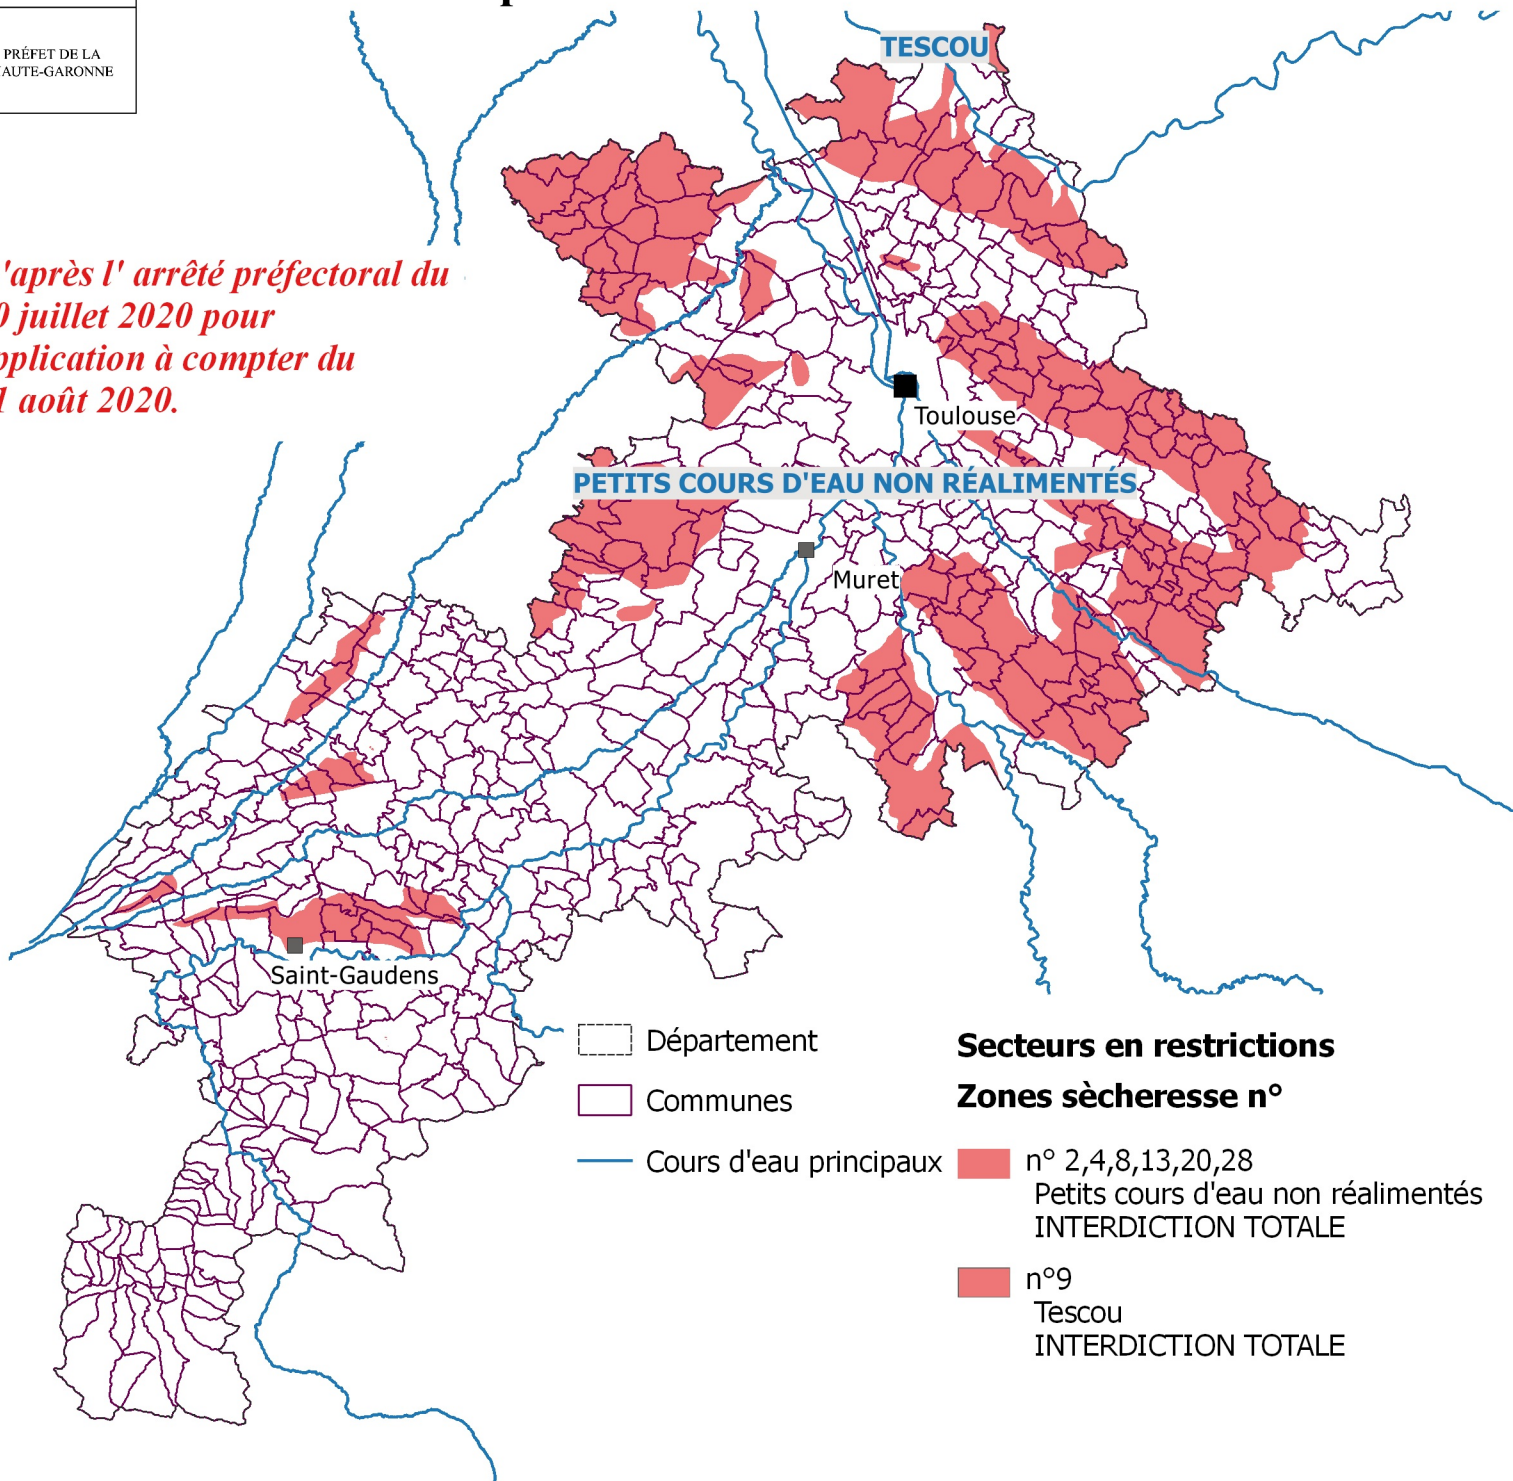 PRÉFET DE LA
HAUTE-GARONNE
TESCOU
'après l' arrêté préfectoral du
0 juillet 2020 pour
pplication à compter du
1 août 2020.
Toulouse
PETITS COURS D'EAU NON RÉALIMENTÉS
Muret
Saint-Gaudens
Département
Communes
Cours d'eau principaux
Secteurs en restrictions
Zones sècheresse n°
n° 2,4,8,13,20,28
Petits cours d'eau non réalimentés
INTERDICTION TOTALE
n°9
Tescou
INTERDICTION TOTALE